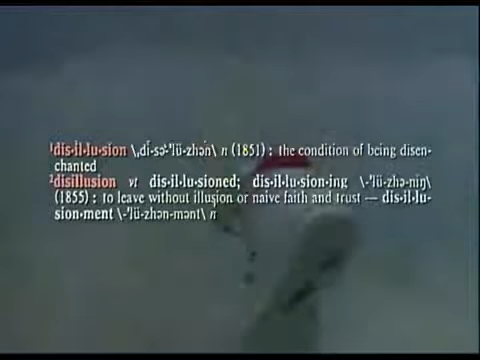 ¹dis·il·lu·sion \ˌdi-sə-ˈlü-zhən\ n (1851) : the condition of being disen-
chanted
²disillusion vt dis·il·lu·sioned; dis·il·lu·sion·ing \-ˈlü-zhə-niŋ\
(1855) : to leave without illusion or naive faith and trust — dis·il·lu-
sion·ment \-ˈlü-zhən-mənt\ n